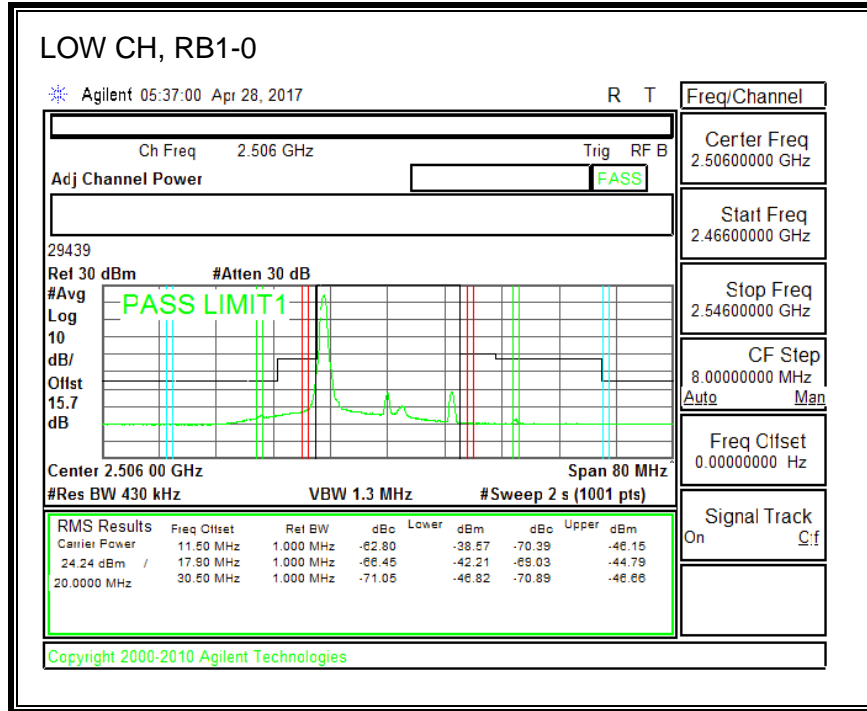 LOW CH, RB1-0
Agilent 05:37:00 Apr 28, 2017 R T
Freq/Channel
Ch Freq 2.506 GHz Trig RF B
Adj Channel Power PASS
Center Freq
2.50600000 GHz
Start Freq
2.46600000 GHz
Stop Freq
2.54600000 GHz
CF Step
8.00000000 MHz
Auto Man
Freq Offset
0.00000000 Hz
Signal Track
On Off
29439
Ref 30 dBm #Atten 30 dB
#Avg
Log
10
dB/
Offst
15.7
dB
PASS LIMIT1
Center 2.506 00 GHz Span 80 MHz
#Res BW 430 kHz VBW 1.3 MHz #Sweep 2 s (1001 pts)
RMS Results Freq Offset Ref BW dBc Lower dBm dBc Upper dBm
Carrier Power 11.50 MHz 1.000 MHz -62.80 -38.57 -70.39 -46.15
24.24 dBm / 17.90 MHz 1.000 MHz -66.45 -42.21 -69.03 -44.79
20.0000 MHz 30.50 MHz 1.000 MHz -71.05 -46.82 -70.89 -46.66
Copyright 2000-2010 Agilent Technologies